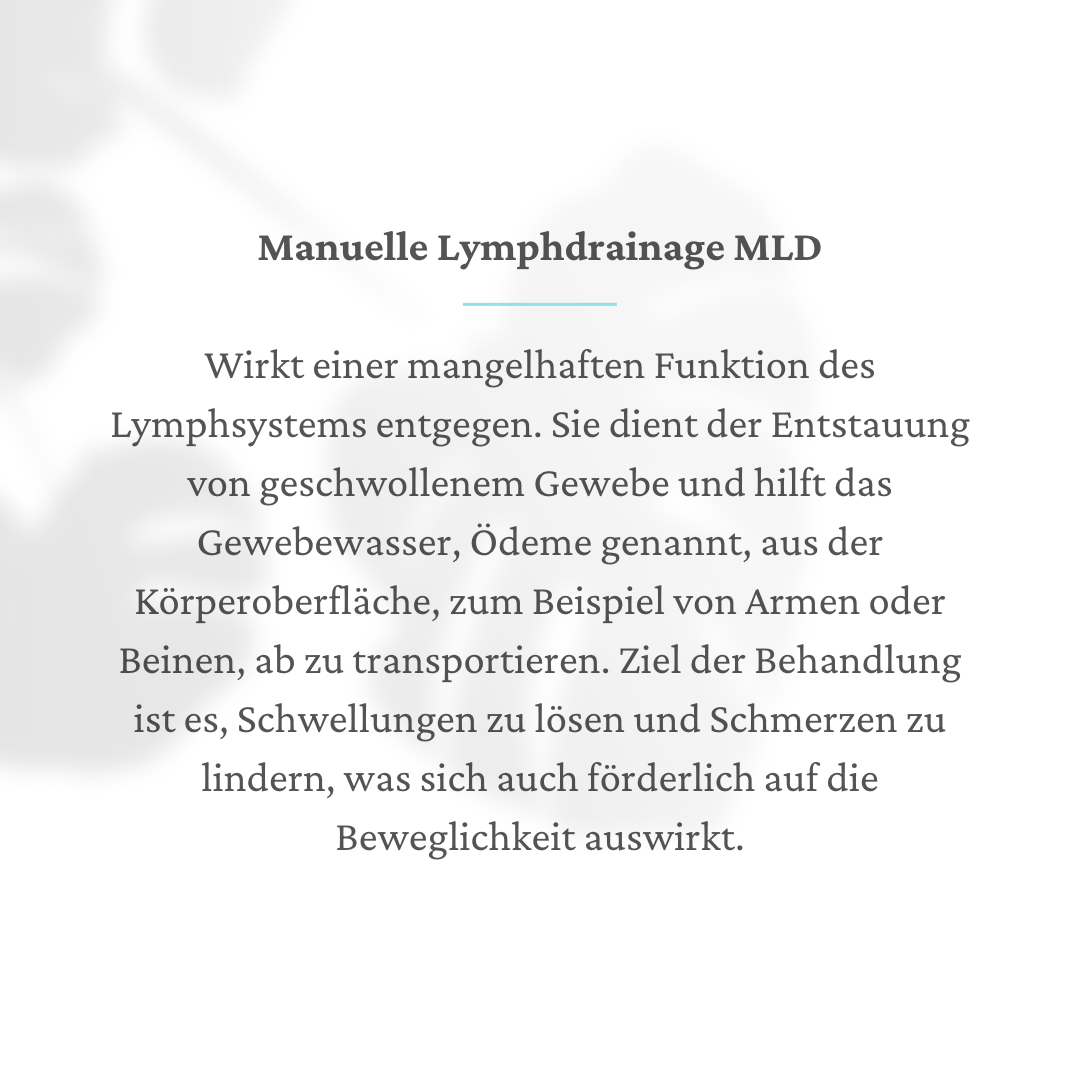 Manuelle Lymphdrainage MLD
Wirkt einer mangelhaften Funktion des
Lymphsystems entgegen. Sie dient der Entstauung
von geschwollenem Gewebe und hilft das
Gewebewasser, Ödeme genannt, aus der
Körperoberfläche, zum Beispiel von Armen oder
Beinen, ab zu transportieren. Ziel der Behandlung
ist es, Schwellungen zu lösen und Schmerzen zu
lindern, was sich auch förderlich auf die
Beweglichkeit auswirkt.